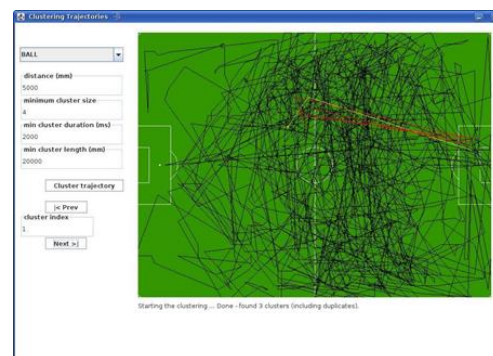 Clustering Trajectories
BALL
distance (mm)
5000
minimum cluster size
4
min cluster duration (ms)
2000
min cluster length (mm)
20000
Cluster trajectory
|< Prev
cluster index
1
Next >|
Starting the clustering ... Done - found 3 clusters (including duplicates).